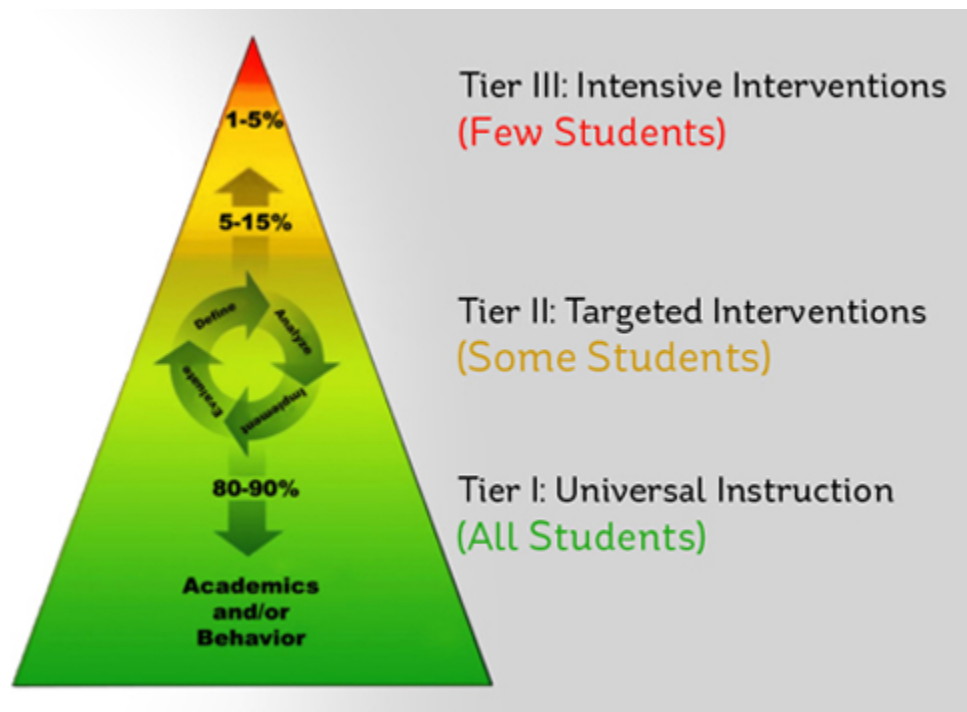 Tier III: Intensive Interventions
(Few Students)
1-5%
5-15%
Define
Analyze
Implement
Evaluate
Tier II: Targeted Interventions
(Some Students)
80-90%
Tier I: Universal Instruction
(All Students)
Academics
and/or
Behavior